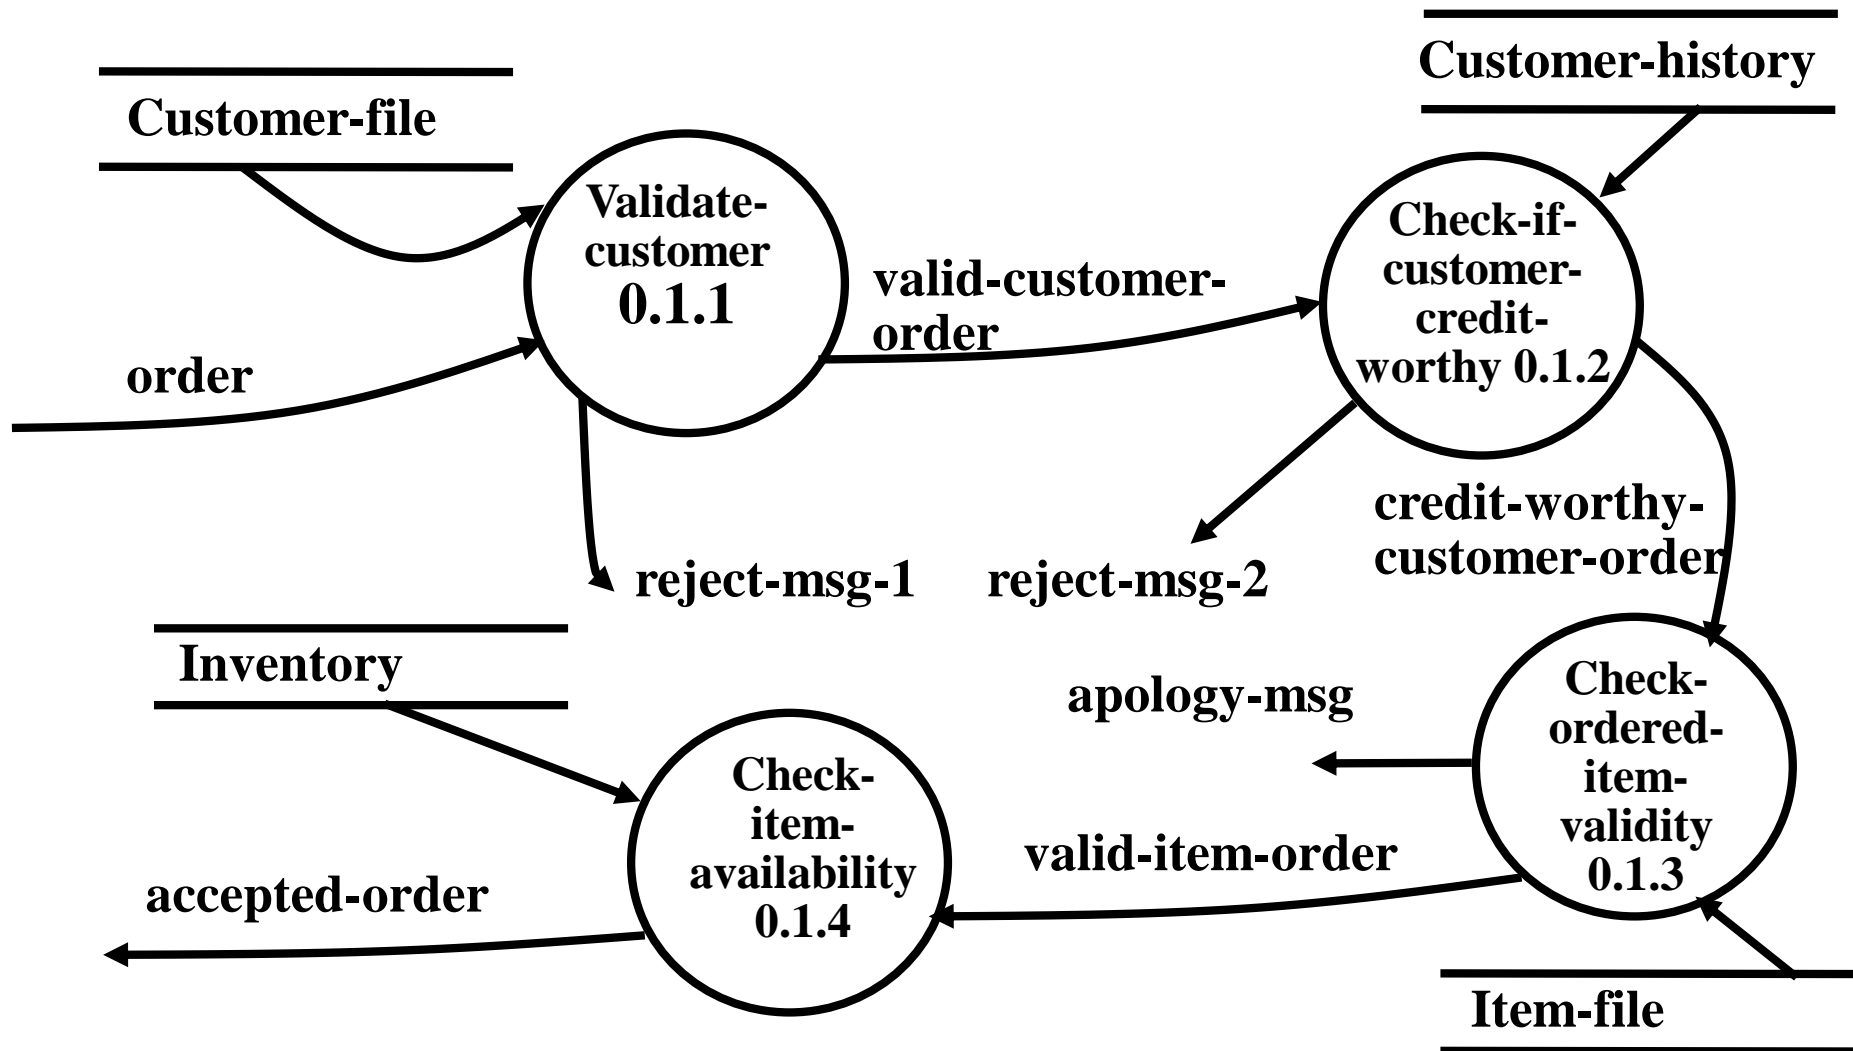 Customer-history
Customer-file
Validate-
customer
0.1.1
Check-if-
customer-
credit-
worthy 0.1.2
valid-customer-
order
order
credit-worthy-
customer-order
reject-msg-1
reject-msg-2
Inventory
apology-msg
Check-
ordered-
item-
validity
0.1.3
Check-
item-
availability
0.1.4
valid-item-order
accepted-order
Item-file